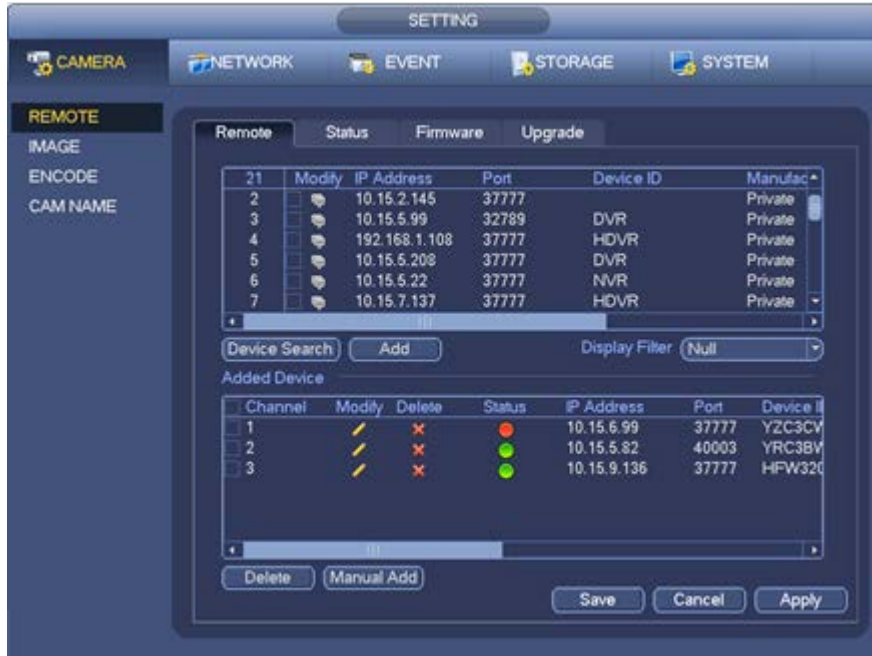 SETTING
CAMERA NETWORK EVENT STORAGE SYSTEM
REMOTE
IMAGE
ENCODE
CAM NAME
Remote Status Firmware Upgrade
21 Modify IP Address Port Device ID Manufac
2 10.15.2.145 37777 Private
3 10.15.5.99 32789 DVR Private
4 192.168.1.108 37777 HDVR Private
5 10.15.5.208 37777 DVR Private
6 10.15.5.22 37777 NVR Private
7 10.15.7.137 37777 HDVR Private
Device Search Add Display Filter Null
Added Device
Channel Modify Delete Status IP Address Port Device I
1 10.15.6.99 37777 YZC3CV
2 10.15.5.82 40003 YRC3BV
3 10.15.9.136 37777 HFW320
Delete Manual Add
Save Cancel Apply